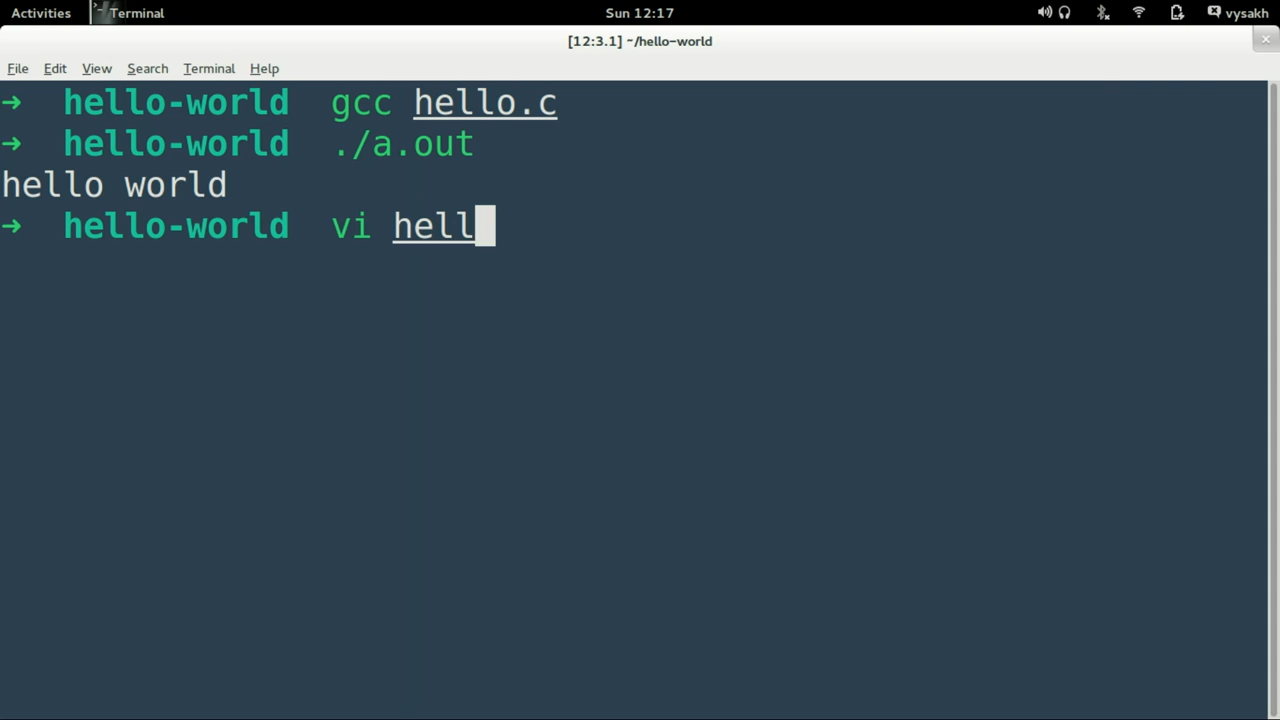 Activities Terminal Sun 12:17 vysakh
[12:3.1] ~/hello-world
File Edit View Search Terminal Help
➜ hello-world gcc hello.c
➜ hello-world ./a.out
hello world
➜ hello-world vi hell